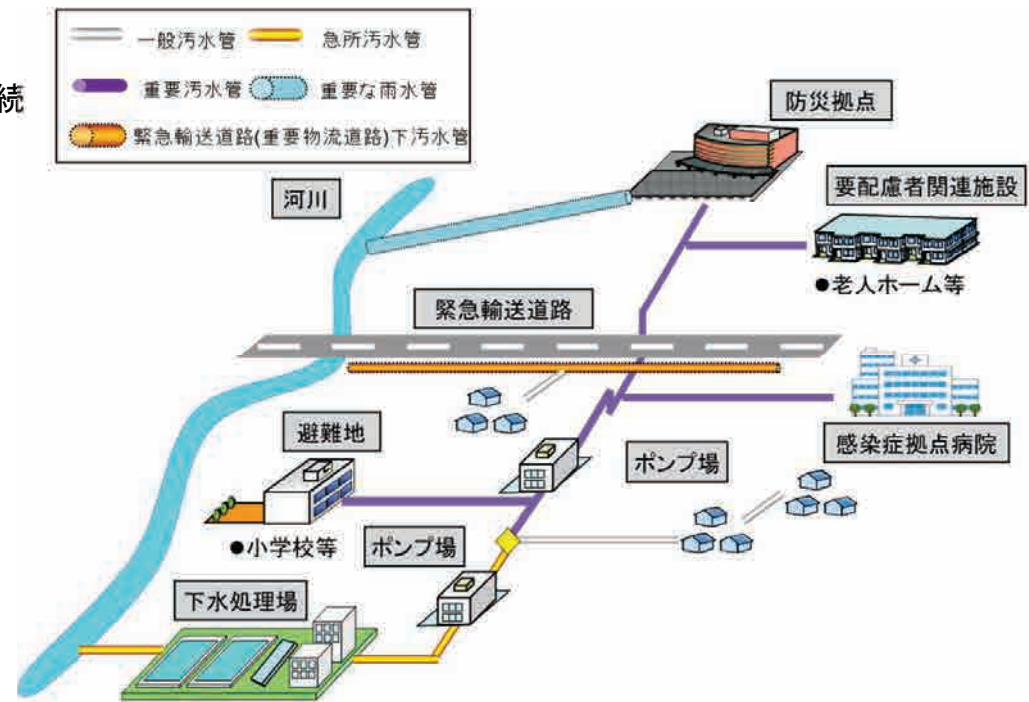 一般汚水管
急所汚水管
続
重要汚水管
重要な雨水管
緊急輸送道路(重要物流道路)下汚水管
防災拠点
河川
要配慮者関連施設
●老人ホーム等
緊急輸送道路
避難地
ポンプ場
感染症拠点病院
●小学校等
ポンプ場
下水処理場